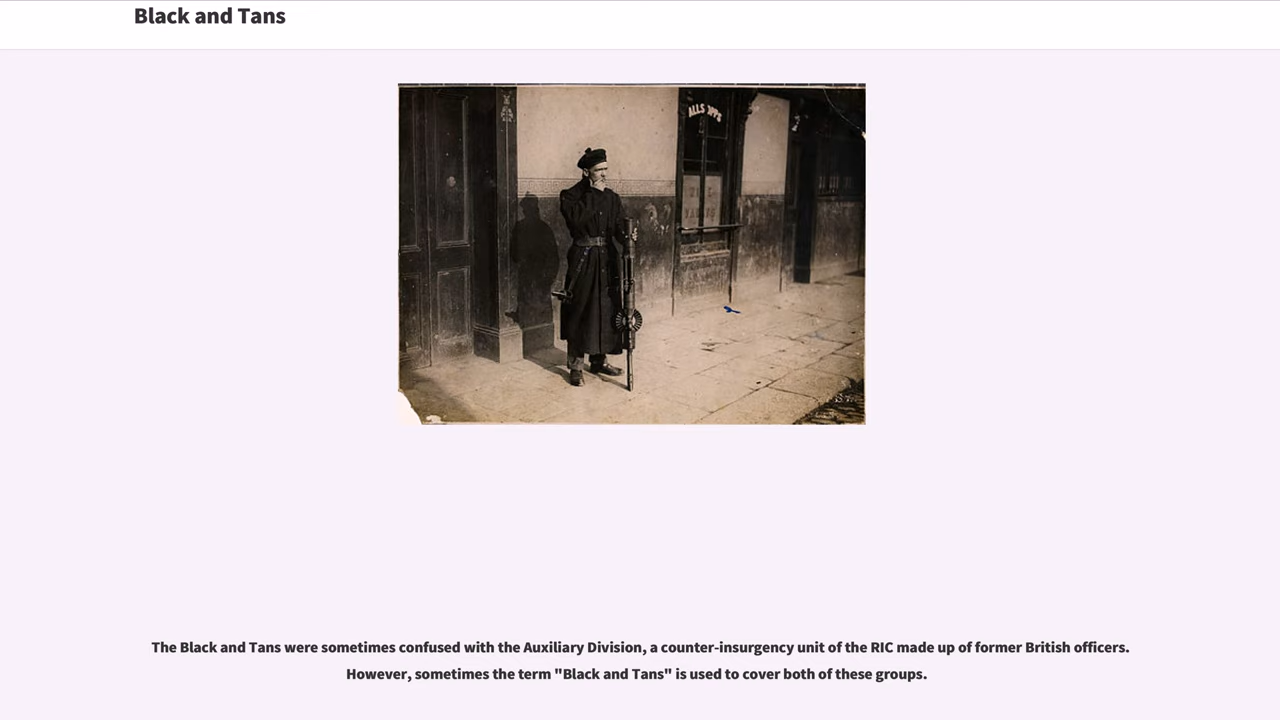 Black and Tans
ALLSOPPS
The Black and Tans were sometimes confused with the Auxiliary Division, a counter-insurgency unit of the RIC made up of former British officers.
However, sometimes the term "Black and Tans" is used to cover both of these groups.